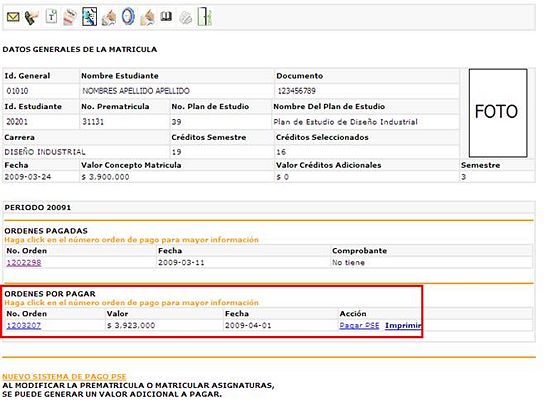 DATOS GENERALES DE LA MATRICULA
Id. General Nombre Estudiante Documento
01010 NOMBRES APELLIDO APELLIDO 123456789
FOTO
Id. Estudiante No. Prematricula No. Plan de Estudio Nombre Del Plan de Estudio
20201 31131 39 Plan de Estudio de Diseño Industrial
Carrera Créditos Semestre Créditos Seleccionados
DISEÑO INDUSTRIAL 19 16
Fecha Valor Concepto Matricula Valor Créditos Adicionales Semestre
2009-03-24 $ 3,900,000 $ 0 3
PERIODO 20091
ORDENES PAGADAS
Haga click en el número orden de pago para mayor información
No. Orden Fecha Comprobante
1202298 2009-03-11 No tiene
ORDENES POR PAGAR
Haga click en el número orden de pago para mayor información
No. Orden Valor Fecha Acción
1203207 $ 3,923,000 2009-04-01 Pagar PSE Imprimir
NUEVO SISTEMA DE PAGO PSE
AL MODIFICAR LA PREMATRICULA O MATRICULAR ASIGNATURAS,
SE PUEDE GENERAR UN VALOR ADICIONAL A PAGAR.